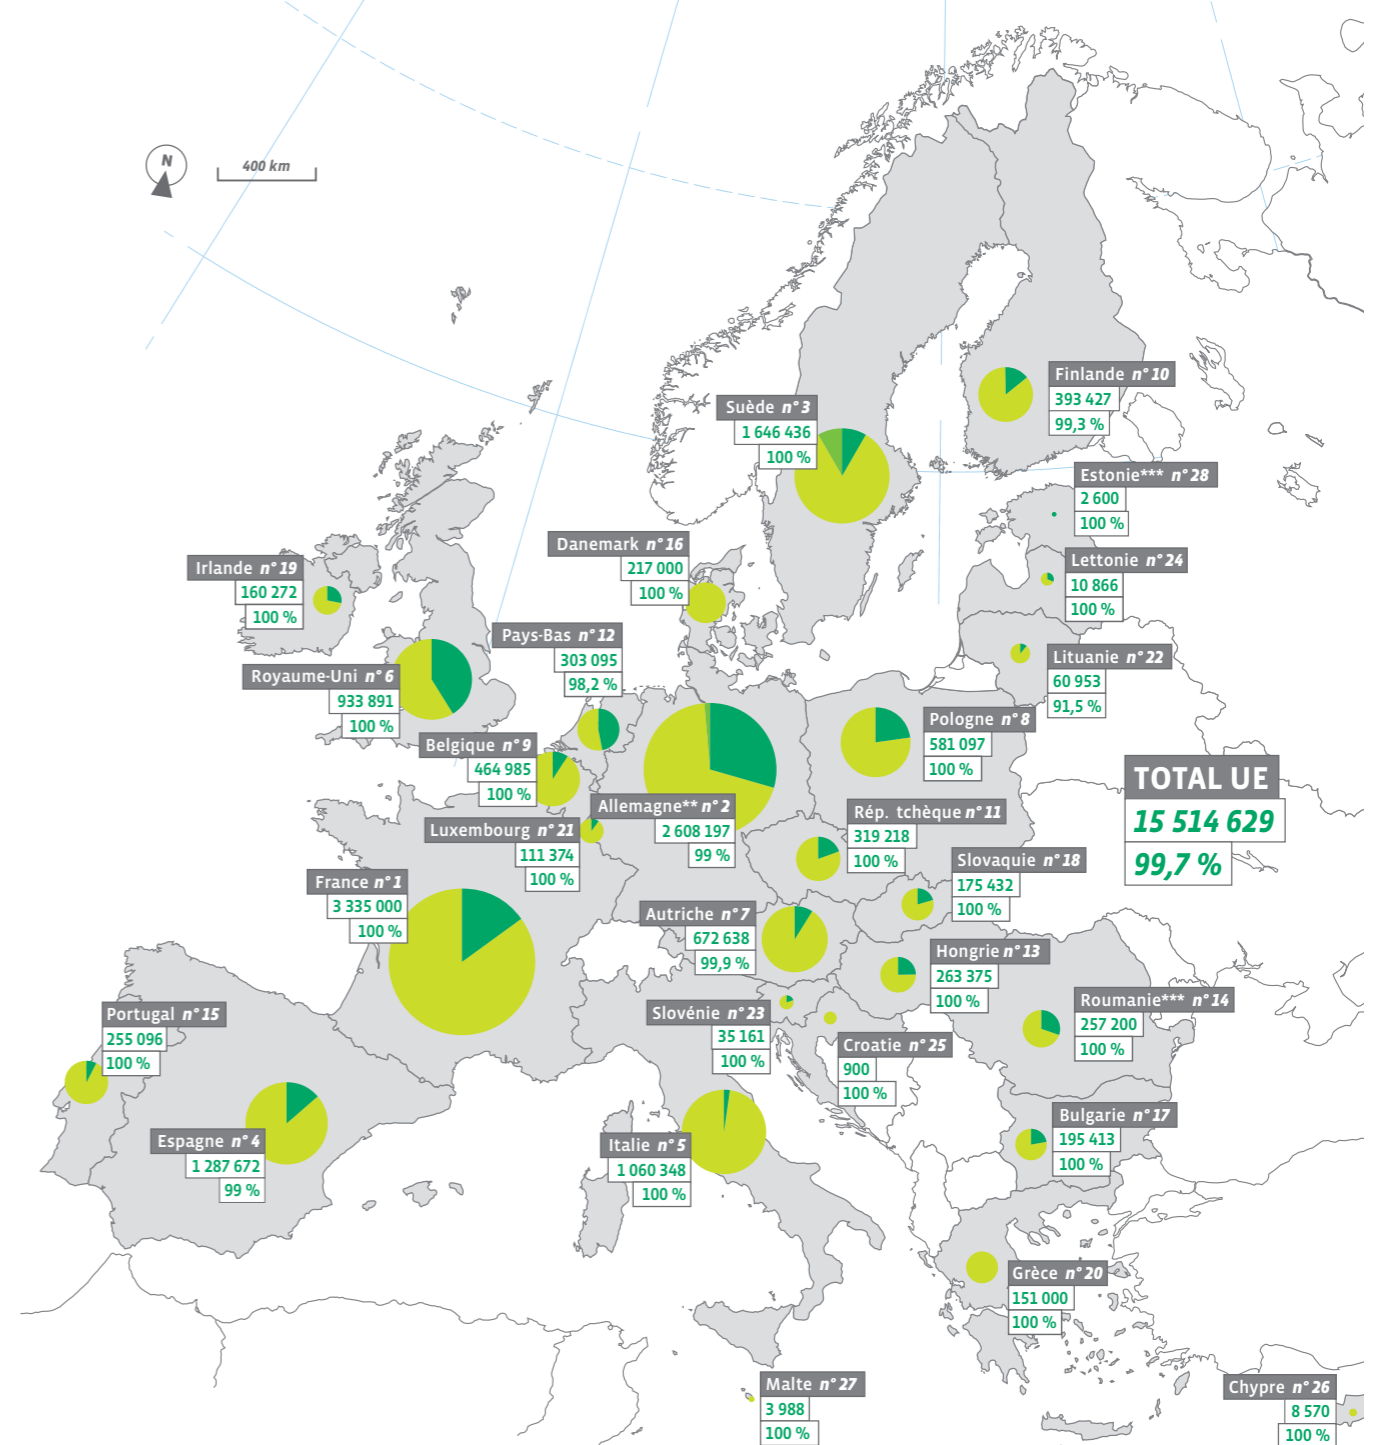 N
400 km
Finlande n° 10
393 427
99,3 %
Suède n° 3
1 646 436
100 %
Estonie*** n° 28
2 600
100 %
Danemark n° 16
217 000
100 %
Lettonie n° 24
10 866
100 %
Irlande n° 19
160 272
100 %
Pays-Bas n° 12
303 095
98,2 %
Lituanie n° 22
60 953
91,5 %
Royaume-Uni n° 6
933 891
100 %
Pologne n° 8
581 097
100 %
Belgique n° 9
464 985
100 %
TOTAL UE
15 514 629
99,7 %
Allemagne** n° 2
2 608 197
99 %
Rép. tchèque n° 11
319 218
100 %
Luxembourg n° 21
111 374
100 %
Slovaquie n° 18
175 432
100 %
France n° 1
3 335 000
100 %
Autriche n° 7
672 638
99,9 %
Hongrie n° 13
263 375
100 %
Roumanie*** n° 14
257 200
100 %
Portugal n° 15
255 096
100 %
Slovénie n° 23
35 161
100 %
Croatie n° 25
900
100 %
Bulgarie n° 17
195 413
100 %
Espagne n° 4
1 287 672
99 %
Italie n° 5
1 060 348
100 %
Grèce n° 20
151 000
100 %
Malte n° 27
3 988
100 %
Chypre n° 26
8 570
100 %